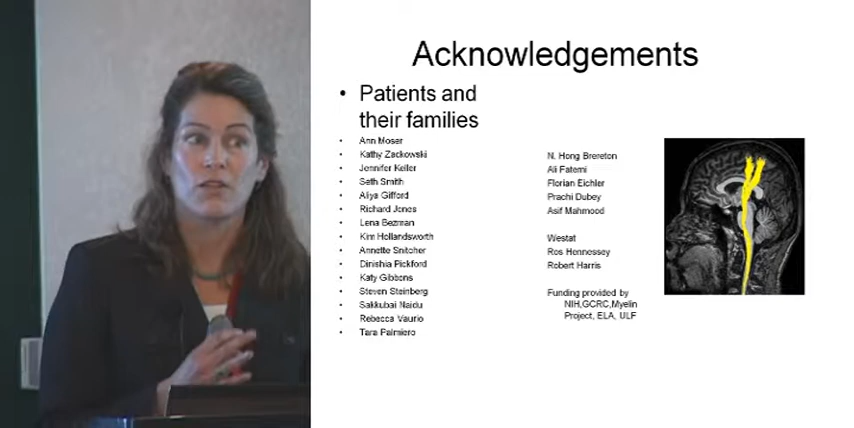 Acknowledgements
• Patients and
their families
• Ann Moser
• Kathy Zackowski
• Jennifer Keller
• Seth Smith
• Aliya Gifford
• Richard Jones
• Lena Bezman
• Kim Hollandsworth
• Annette Snitcher
• Dinishia Pickford
• Katy Gibbons
• Steven Steinberg
• Sakkubai Naidu
• Rebecca Vaurio
• Tara Palmiero
N. Hong Brereton
Ali Fatemi
Florian Eichler
Prachi Dubey
Asif Mahmood
Westat
Ros Hennessey
Robert Harris
Funding provided by
NIH,GCRC,Myelin
Project, ELA, ULF